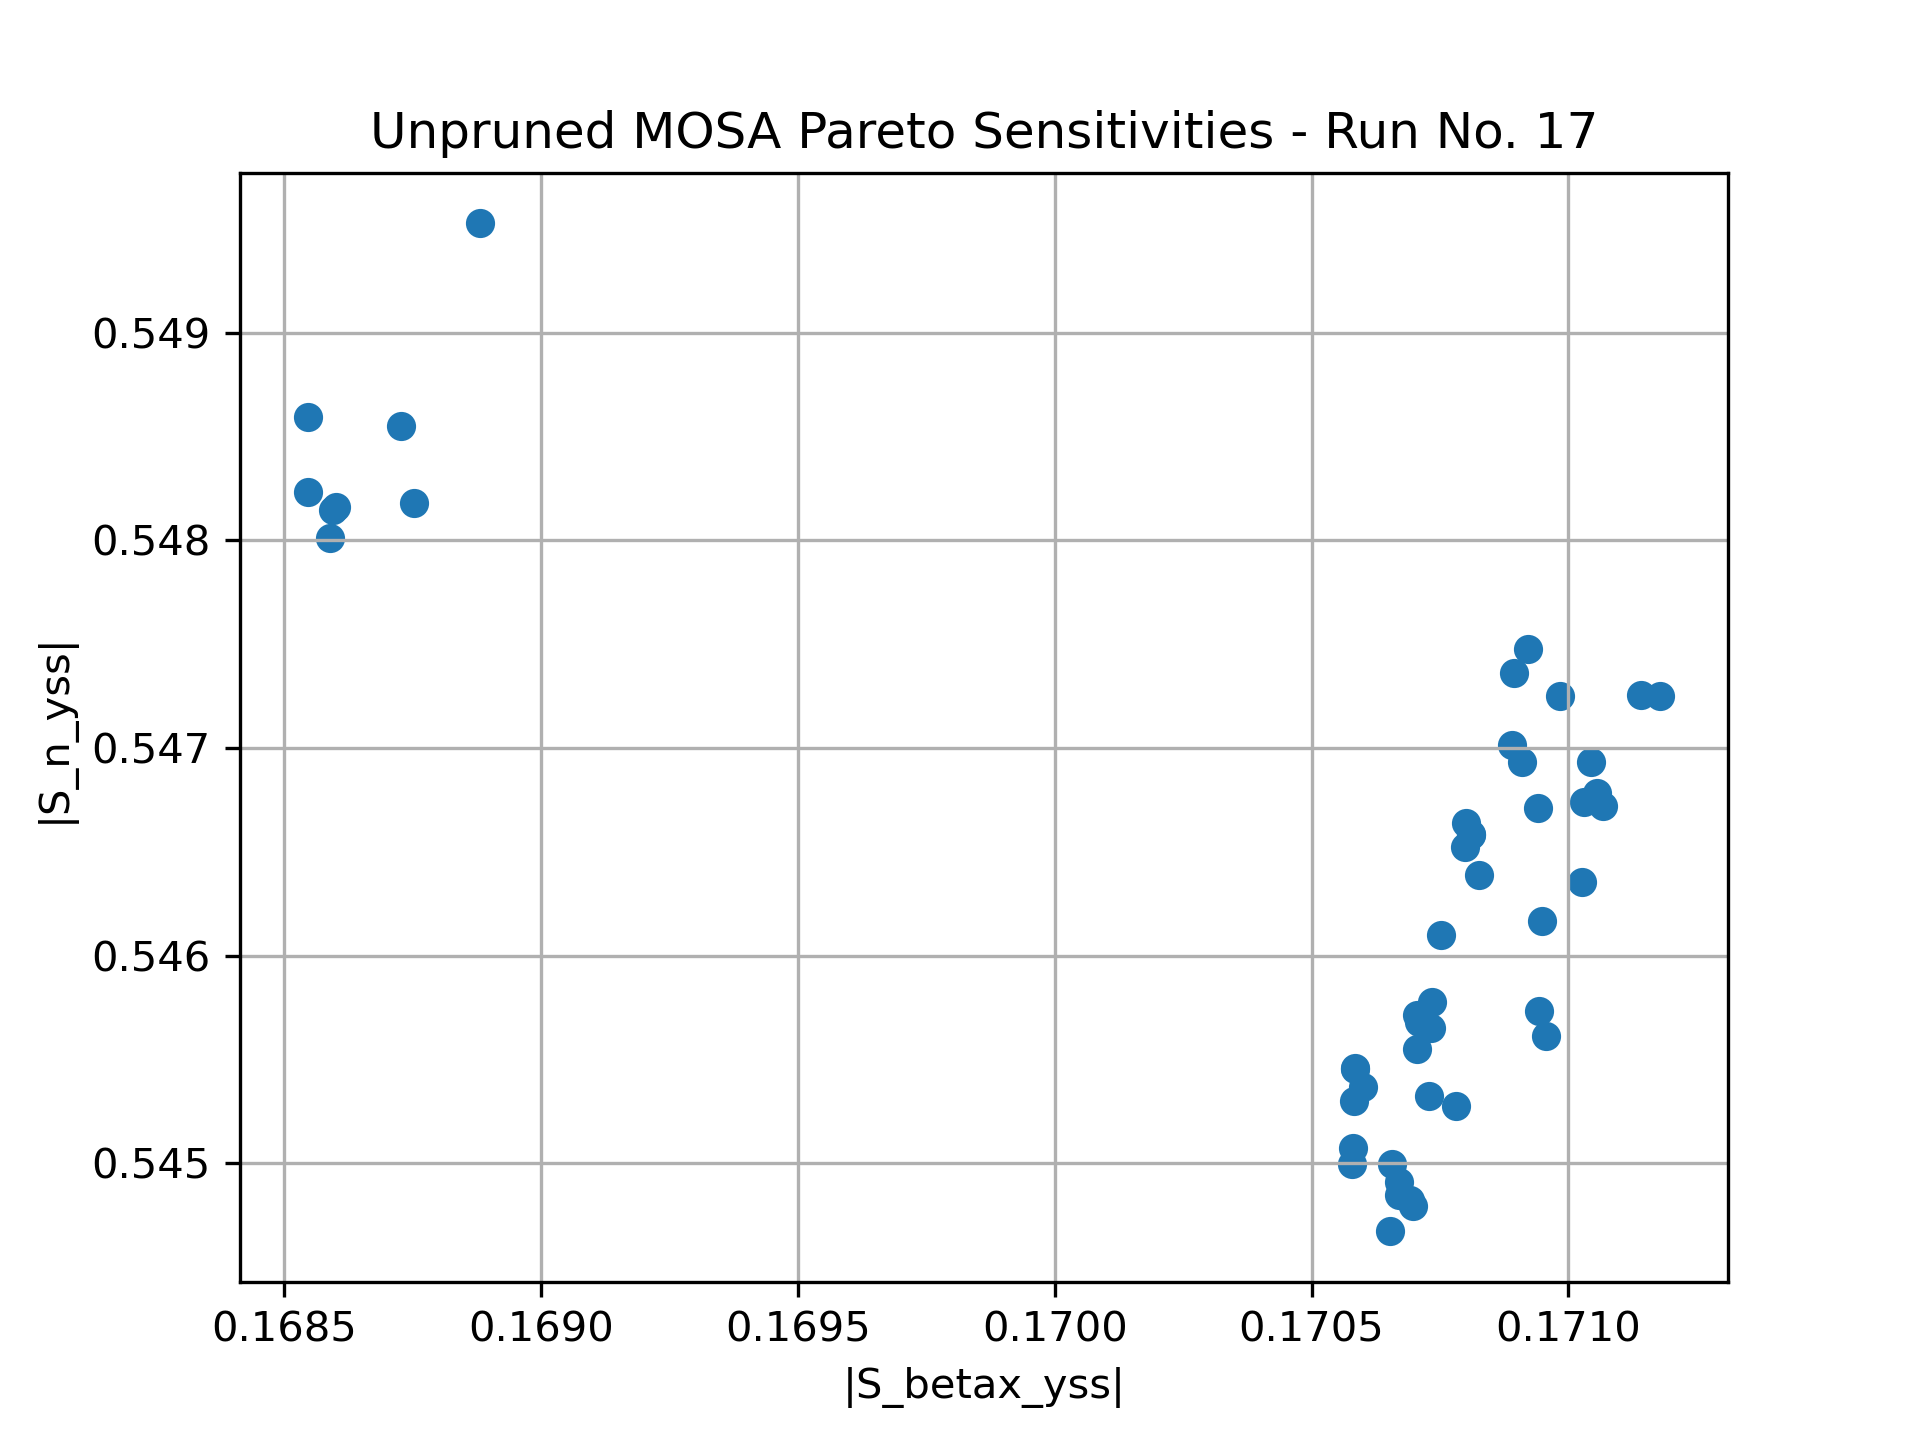 Unpruned MOSA Pareto Sensitivities - Run No. 17
|S_n_yss|
0.549
0.548
0.547
0.546
0.545
0.1685 0.1690 0.1695 0.1700 0.1705 0.1710
|S_betax_yss|